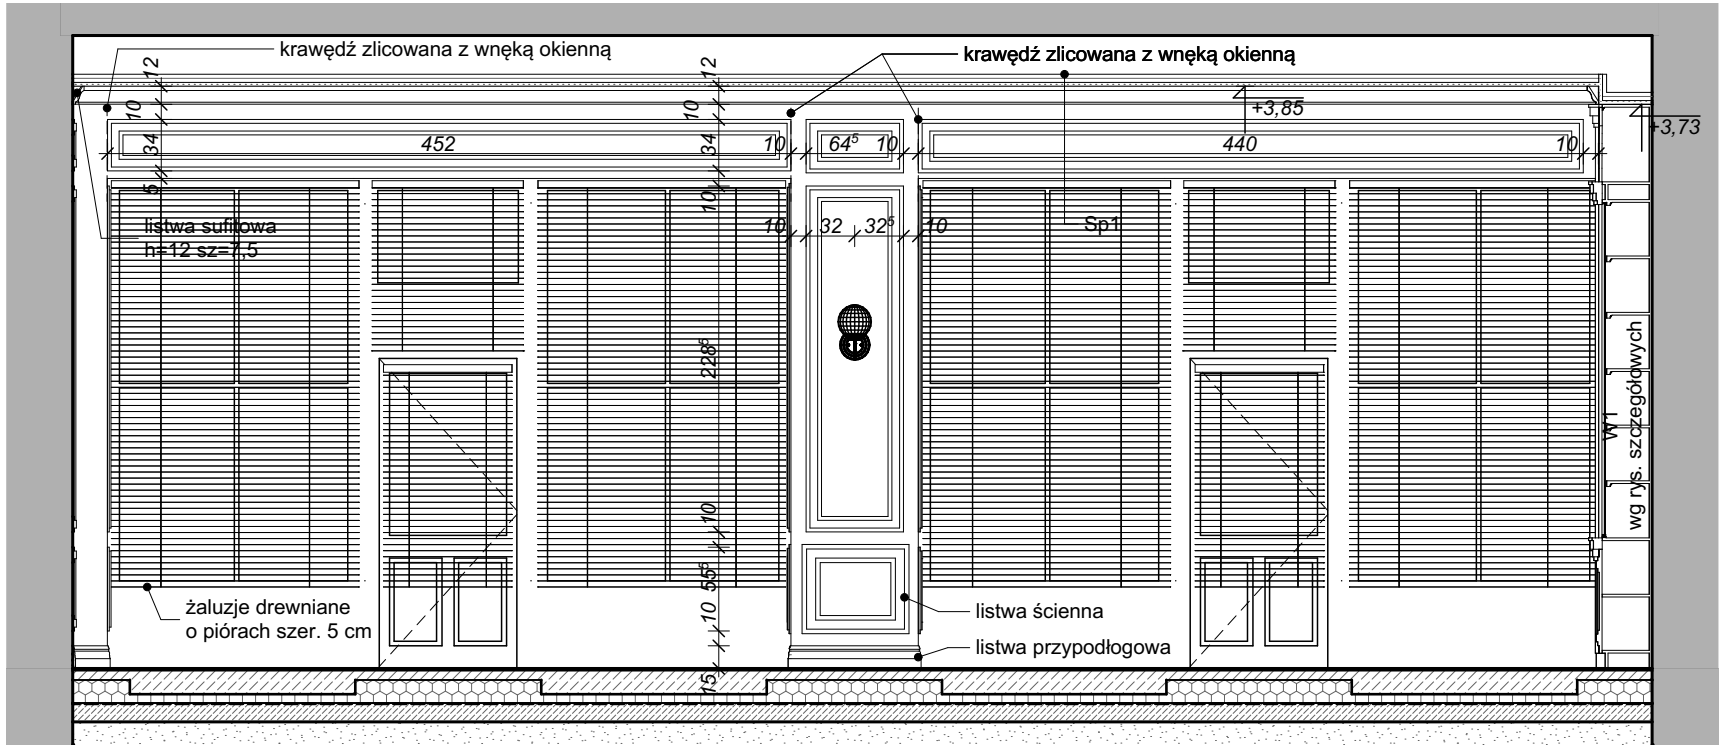 krawędź zlicowana z wnęką okienną
krawędź zlicowana z wnęką okienną
12
12
10
10
+3,85
+3,73
34
452
34
10
64⁵
10
440
10
5
10
listwa sufitowa
h=12 sz=7,5
10
32
32⁵
10
Sp1
228⁵
W1
wg rys. szczegółowych
10
55⁵
10
żaluzje drewniane
o piórach szer. 5 cm
listwa ścienna
listwa przypodłogowa
15